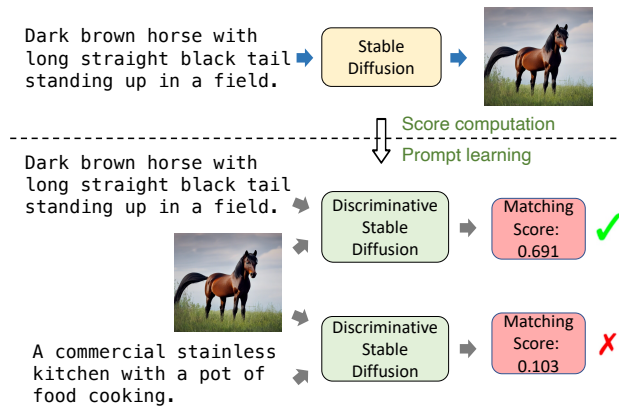 Dark brown horse with
long straight black tail
standing up in a field.
Stable
Diffusion
Score computation
Prompt learning
Dark brown horse with
long straight black tail
standing up in a field.
Discriminative
Stable
Diffusion
Matching
Score:
0.691
A commercial stainless
kitchen with a pot of
food cooking.
Discriminative
Stable
Diffusion
Matching
Score:
0.103